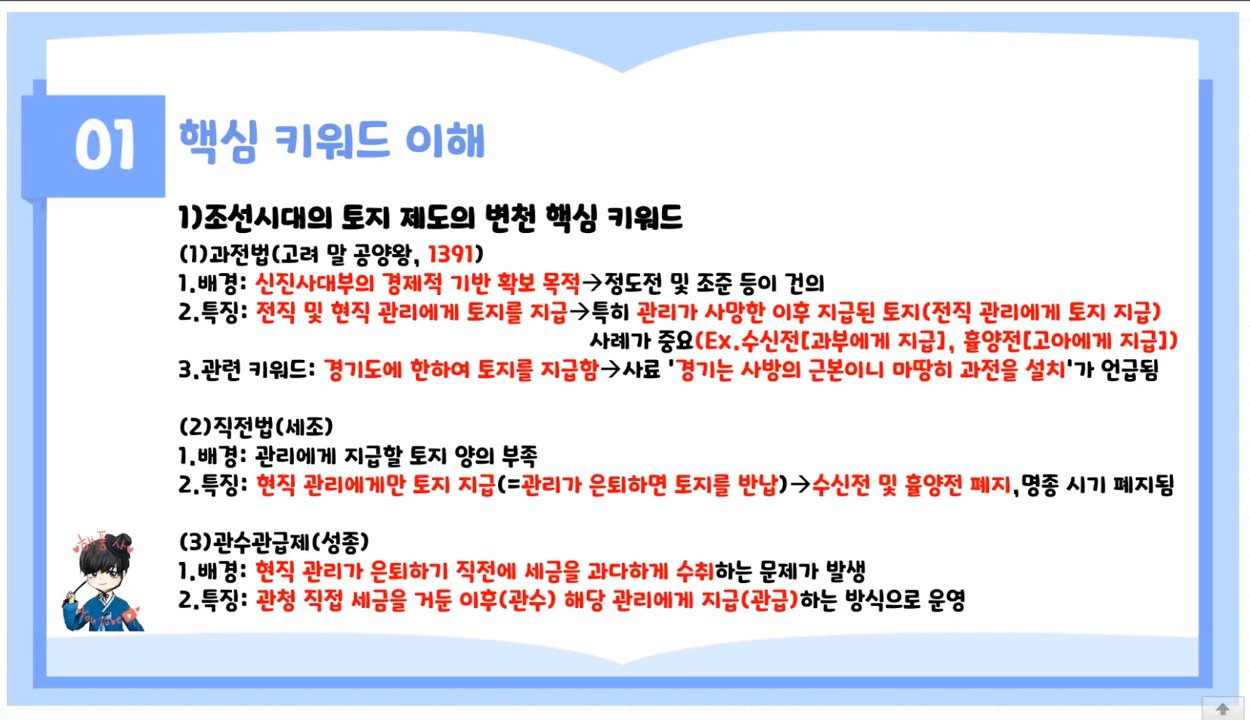 01
핵심 키워드 이해
1)조선시대의 토지 제도의 변천 핵심 키워드
(1)과전법(고려 말 공양왕, 1391)
1.배경: 신진사대부의 경제적 기반 확보 목적→정도전 및 조준 등이 건의
2.특징: 전직 및 현직 관리에게 토지를 지급→특히 관리가 사망한 이후 지급된 토지(전직 관리에게 토지 지급)
사례가 중요(Ex.수신전[과부에게 지급], 휼양전[고아에게 지급])
3.관련 키워드: 경기도에 한하여 토지를 지급함→사료 '경기는 사방의 근본이니 마땅히 과전을 설치'가 언급됨
(2)직전법(세조)
1.배경: 관리에게 지급할 토지 양의 부족
2.특징: 현직 관리에게만 토지 지급(=관리가 은퇴하면 토지를 반납)→수신전 및 휼양전 폐지,명종 시기 폐지됨
(3)관수관급제(성종)
1.배경: 현직 관리가 은퇴하기 직전에 세금을 과다하게 수취하는 문제가 발생
2.특징: 관청 직접 세금을 거둔 이후(관수) 해당 관리에게 지급(관급)하는 방식으로 운영
해품사
YouTube